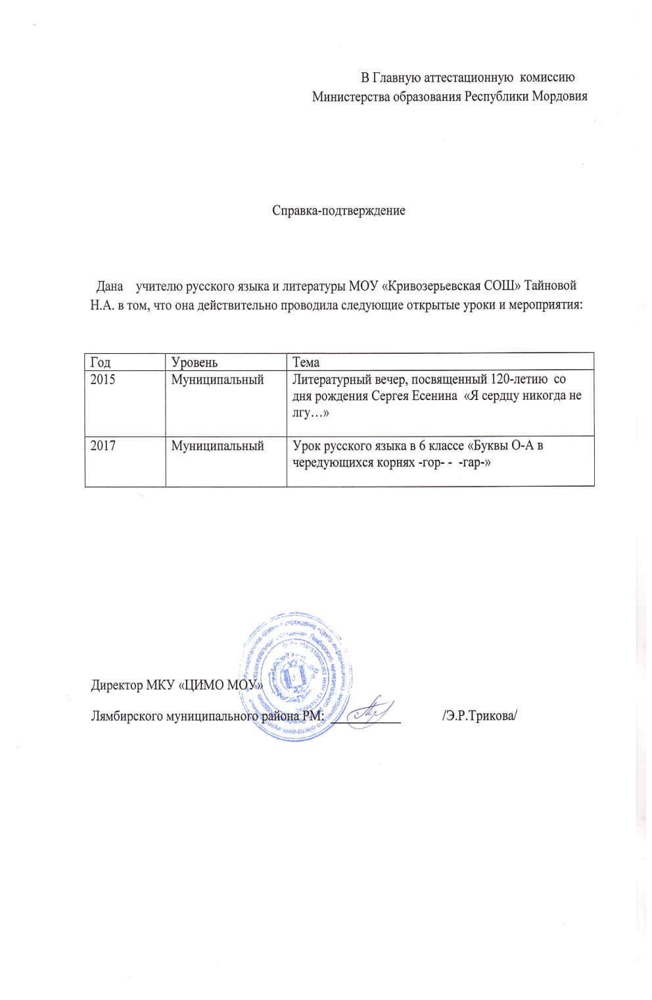 В Главную аттестационную комиссию
Министерства образования Республики Мордовия
Справка-подтверждение
Дана учителю русского языка и литературы МОУ «Кривозерьевская СОШ» Тайновой
Н.А. в том, что она действительно проводила следующие открытые уроки и мероприятия:
Год Уровень Тема
2015 Муниципальный Литературный вечер, посвященный 120-летию со
дня рождения Сергея Есенина «Я сердцу никогда не
лгу…»
2017 Муниципальный Урок русского языка в 6 классе «Буквы О-А в
чередующихся корнях -гор- - -гар-»
Директор МКУ «ЦИМО МОУ»
Лямбирского муниципального района РМ: ___________ /Э.Р.Трикова/